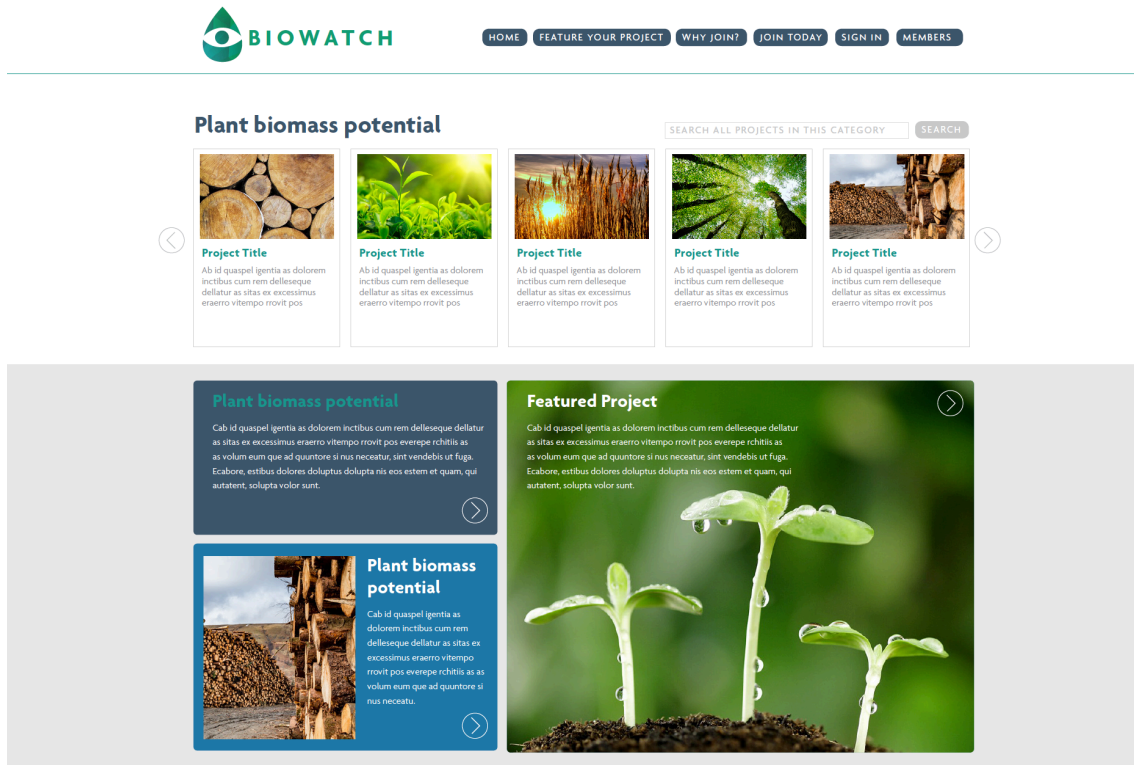 BIOWATCH
HOME
FEATURE YOUR PROJECT
WHY JOIN?
JOIN TODAY
SIGN IN
MEMBERS
Plant biomass potential
SEARCH ALL PROJECTS IN THIS CATEGORY
SEARCH
Project Title
Ab id quaspel igentia as dolorem
inctibus cum rem delleseque
dellatur as sitas ex excessimus
eraerro vitempo rrovit pos
Project Title
Ab id quaspel igentia as dolorem
inctibus cum rem delleseque
dellatur as sitas ex excessimus
eraerro vitempo rrovit pos
Project Title
Ab id quaspel igentia as dolorem
inctibus cum rem delleseque
dellatur as sitas ex excessimus
eraerro vitempo rrovit pos
Project Title
Ab id quaspel igentia as dolorem
inctibus cum rem delleseque
dellatur as sitas ex excessimus
eraerro vitempo rrovit pos
Project Title
Ab id quaspel igentia as dolorem
inctibus cum rem delleseque
dellatur as sitas ex excessimus
eraerro vitempo rrovit pos
Plant biomass potential
Cab id quaspel igentia as dolorem inctibus cum rem delleseque dellatur
as sitas ex excessimus eraerro vitempo rrovit pos everepe rchitiis as
as volum eum que ad quuntore si nus neceatur, sint vendebis ut fuga.
Ecabore, estibus dolores doluptus dolupta nis eos estem et quam, qui
autatent, solupta volor sunt.
Featured Project
Cab id quaspel igentia as dolorem inctibus cum rem delleseque dellatur
as sitas ex excessimus eraerro vitempo rrovit pos everepe rchitiis as
as volum eum que ad quuntore si nus neceatur, sint vendebis ut fuga.
Ecabore, estibus dolores doluptus dolupta nis eos estem et quam, qui
autatent, solupta volor sunt.
Plant biomass
potential
Cab id quaspel igentia as
dolorem inctibus cum rem
delleseque dellatur as sitas ex
excessimus eraerro vitempo
rrovit pos everepe rchitiis as as
volum eum que ad quuntore si
nus neceatu.